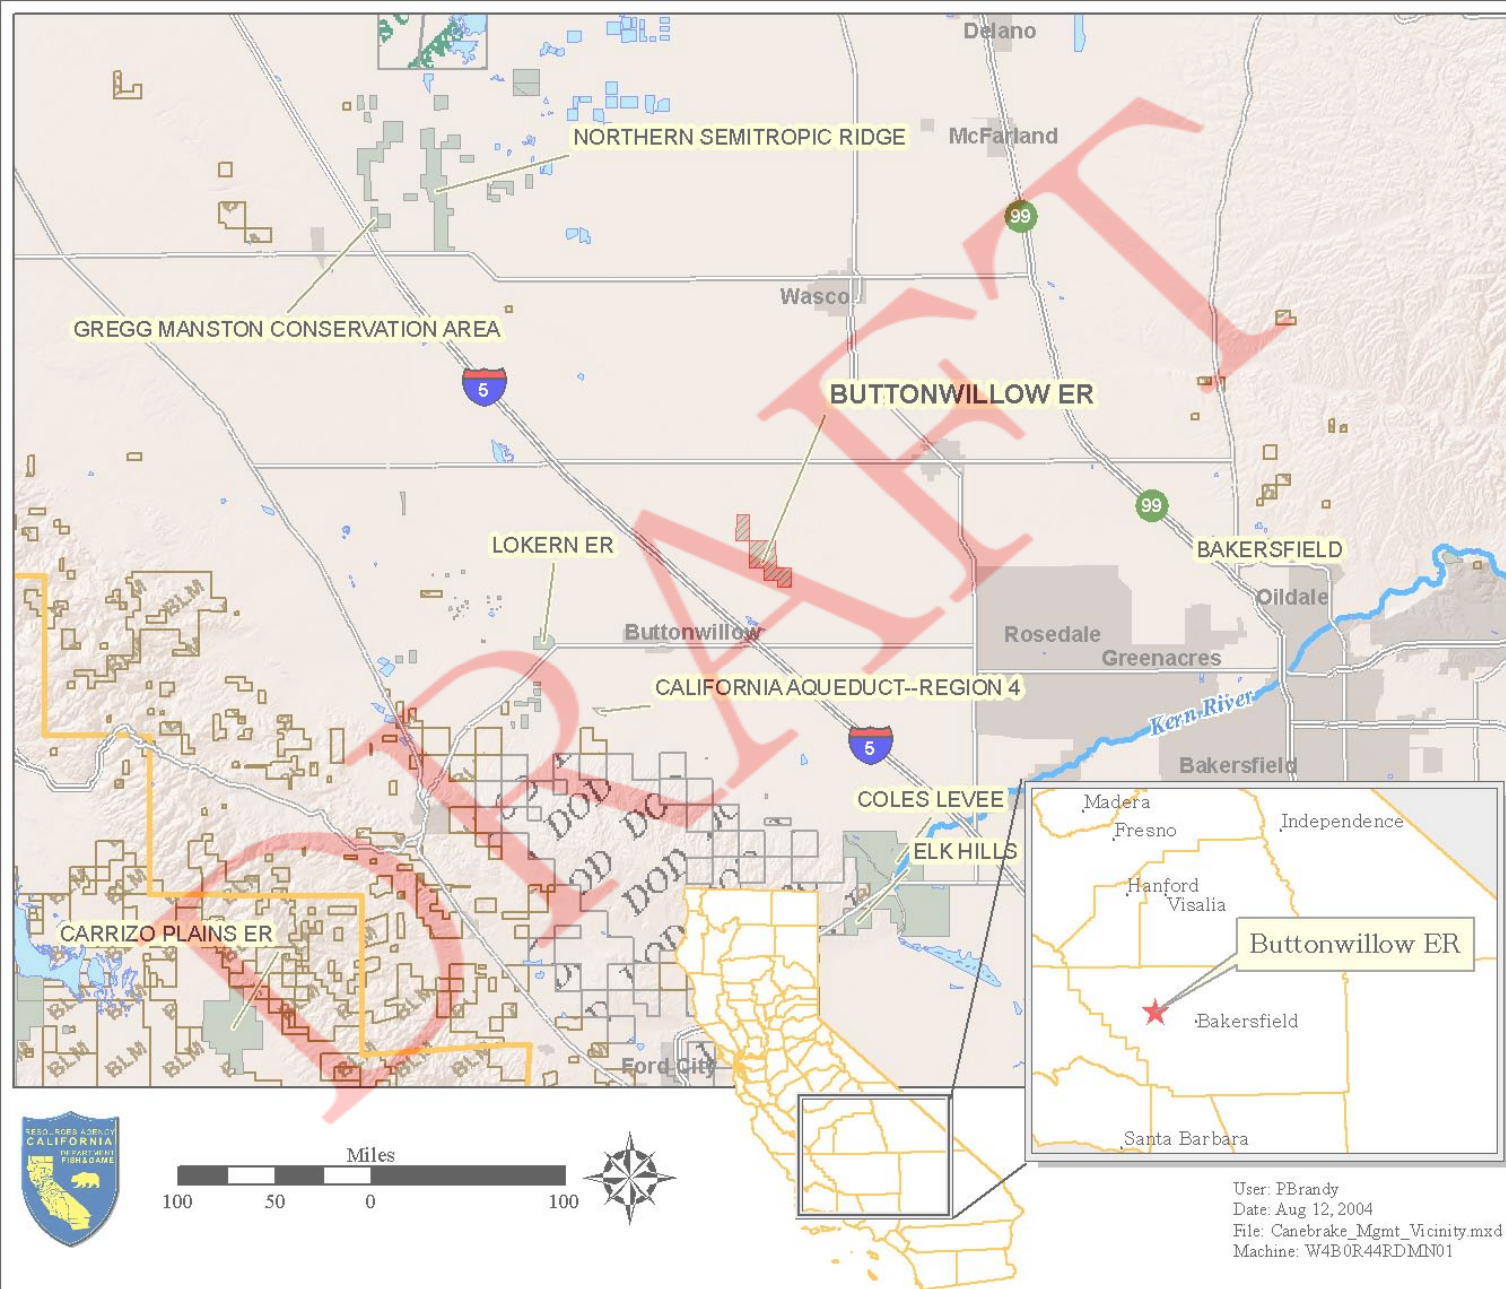 Delano
McFarland
NORTHERN SEMITROPIC RIDGE
99
Wasco
GREGG MANSTON CONSERVATION AREA
5
BUTTONWILLOW ER
99
LOKERN ER
BAKERSFIELD
BLM
Oildale
Buttonwillow
Rosedale
Greenacres
CALIFORNIA AQUEDUCT--REGION 4
Kern River
5
Bakersfield
COLES LEVEE
DOD
ELK HILLS
DOD
DOD
CARRIZO PLAINS ER
BLM
BLM
BLM
BLM
BLM
Ford City
DRAFT
Madera
Fresno
Independence
Hanford
Visalia
Buttonwillow ER
Bakersfield
Santa Barbara
RESOURCES AGENCY
CALIFORNIA
DEPARTMENT
FISH & GAME
Miles
100 50 0 100
User: PBrandy
Date: Aug 12, 2004
File: Canebrake_Mgmt_Vicinity.mxd
Machine: W4B0R44RDMN01